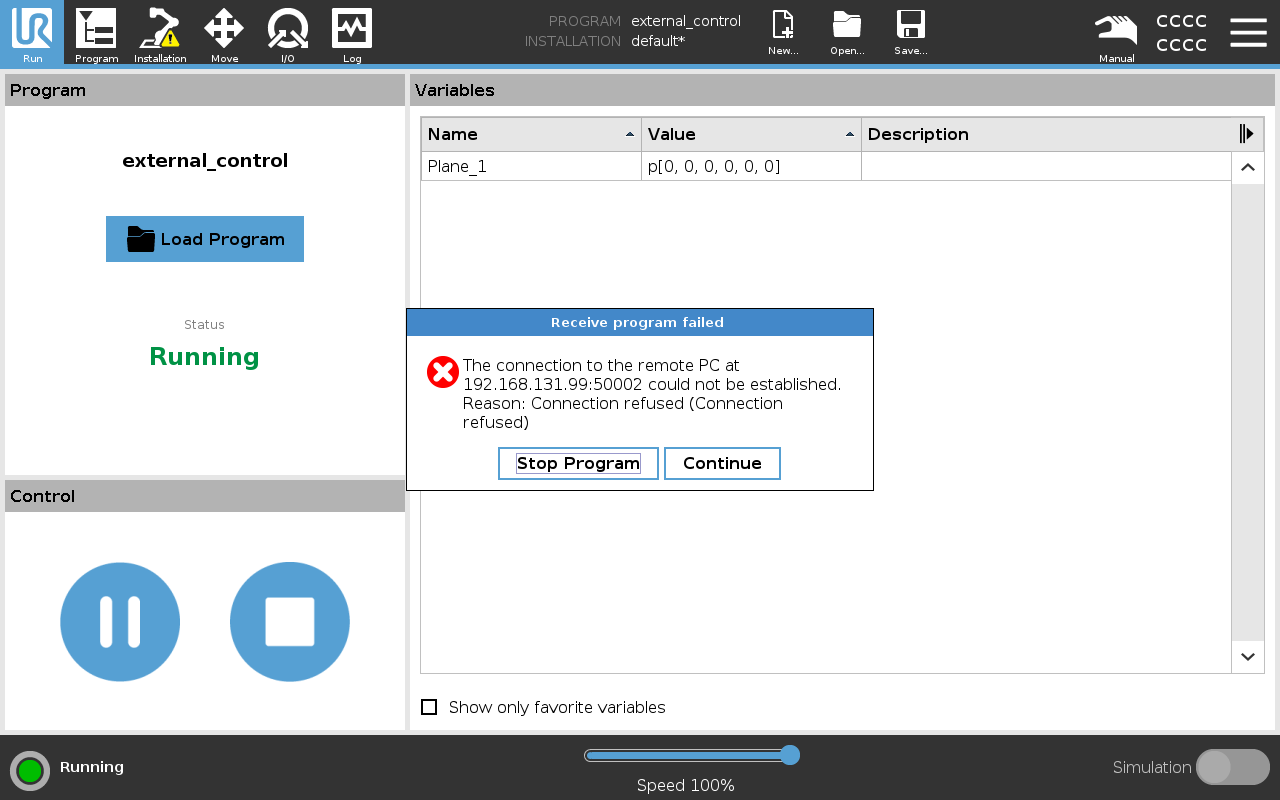 Run
Program
Installation
Move
I/O
Log
PROGRAM external_control
INSTALLATION default*
New...
Open...
Save...
Manual
CCCC
CCCC
Program
external_control
Load Program
Status
Running
Control
Variables
Name Value Description
Plane_1 p[0, 0, 0, 0, 0, 0]
Receive program failed
The connection to the remote PC at
192.168.131.99:50002 could not be established.
Reason: Connection refused (Connection
refused)
Stop Program Continue
Show only favorite variables
Running
Speed 100%
Simulation